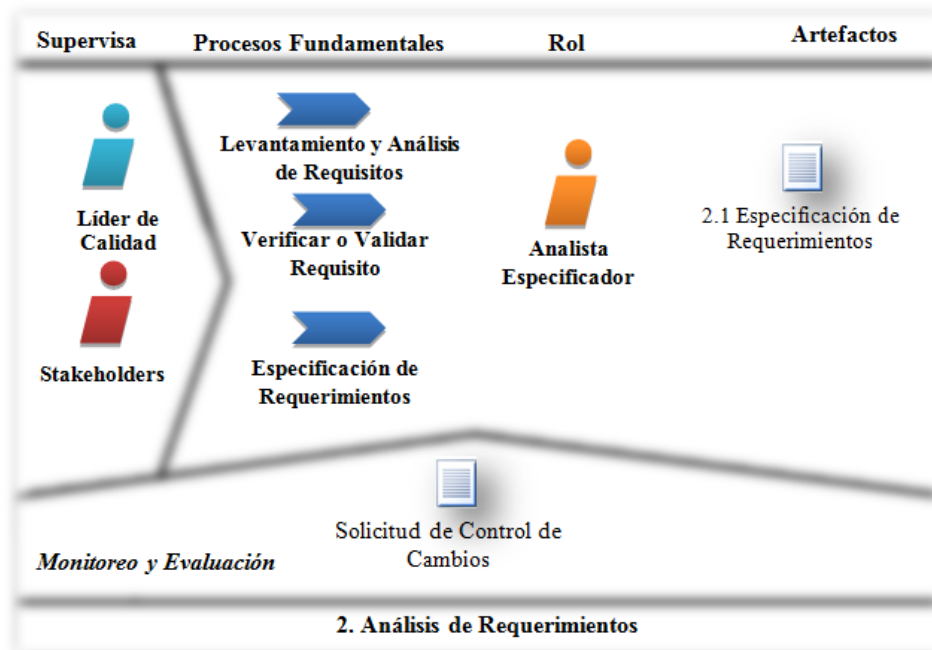 Supervisa
Procesos Fundamentales
Rol
Artefactos
Líder de
Calidad
Stakeholders
Levantamiento y Análisis
de Requisitos
Verificar o Validar
Requisito
Especificación de
Requerimientos
Analista
Especificador
2.1 Especificación de
Requerimientos
Solicitud de Control de
Cambios
Monitoreo y Evaluación
2. Análisis de Requerimientos